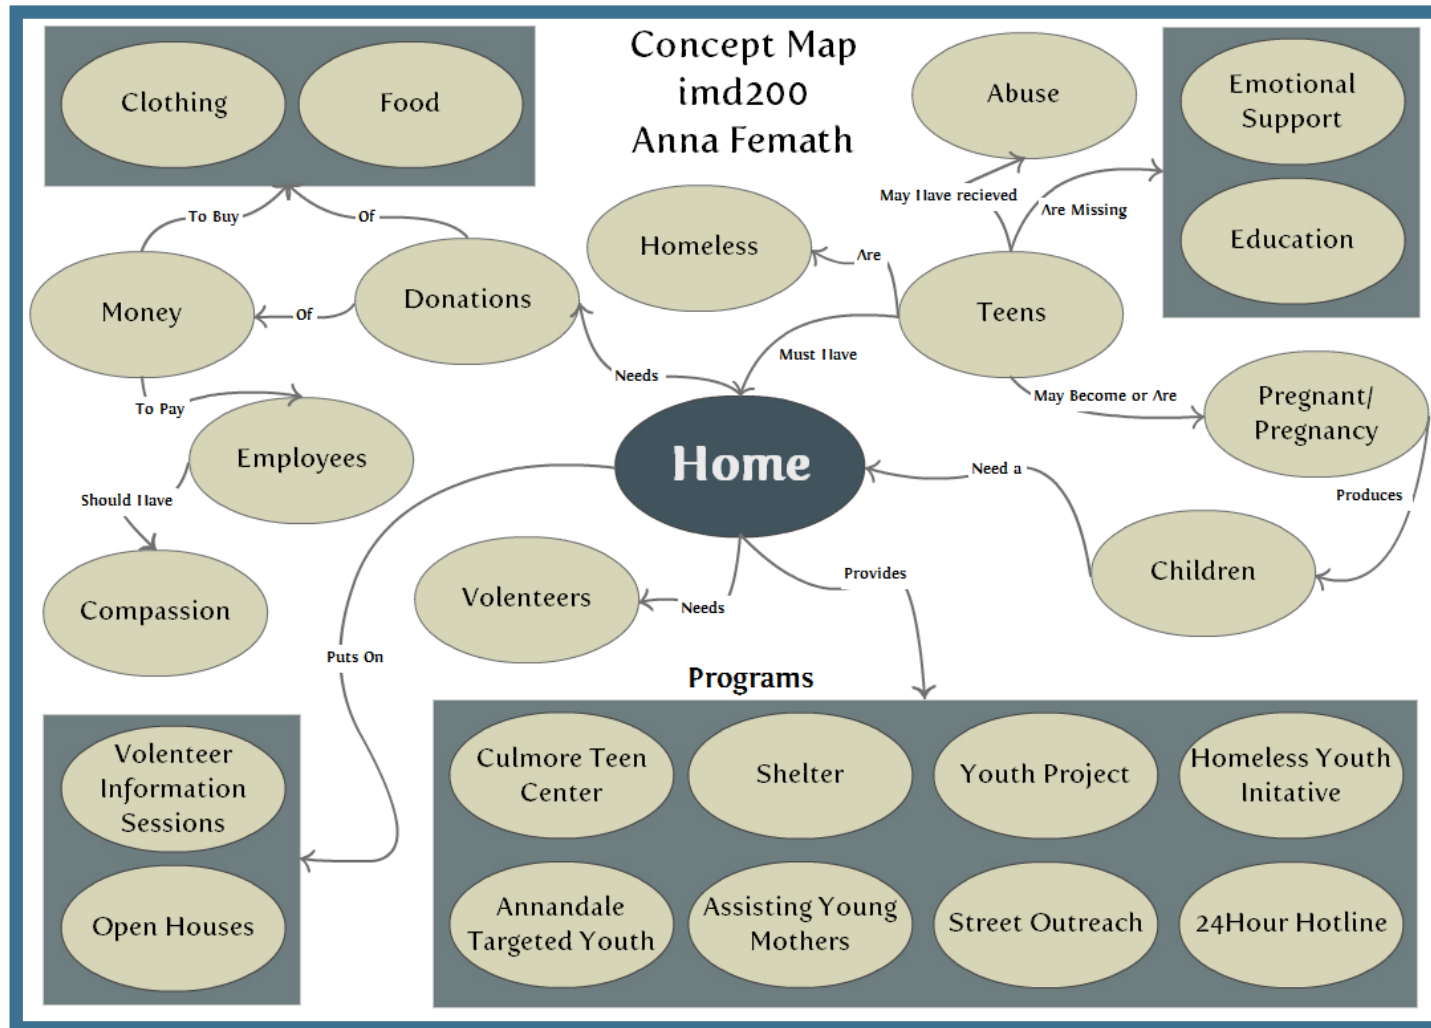 Concept Map
imd200
Anna Femath
Clothing
Food
Abuse
Emotional
Support
Education
May Have recieved
Are Missing
To Buy
Of
Homeless
Are
Teens
Money
Of
Donations
Must Have
Needs
To Pay
May Become or Are
Pregnant/
Pregnancy
Employees
Home
Need a
Should Have
Produces
Children
Compassion
Volenteers
Needs
Provides
Puts On
Programs
Volenteer
Information
Sessions
Open Houses
Culmore Teen
Center
Shelter
Youth Project
Homeless Youth
Initative
Annandale
Targeted Youth
Assisting Young
Mothers
Street Outreach
24Hour Hotline